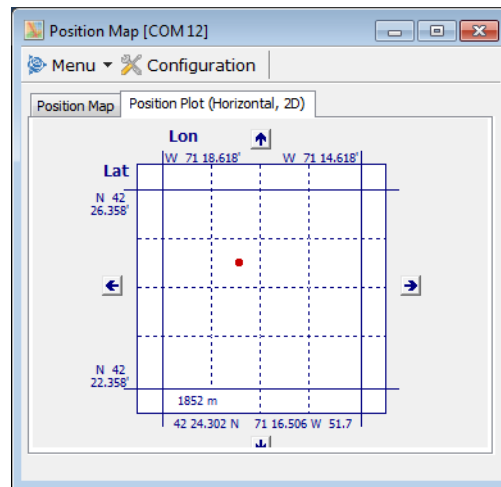 Position Map [COM 12]
Menu Configuration
Position Map Position Plot (Horizontal, 2D)
Lon
W 71 18.618' W 71 14.618'
Lat
N 42
26.358'
N 42
22.358'
1852 m
42 24.302 N 71 16.506 W 51.7